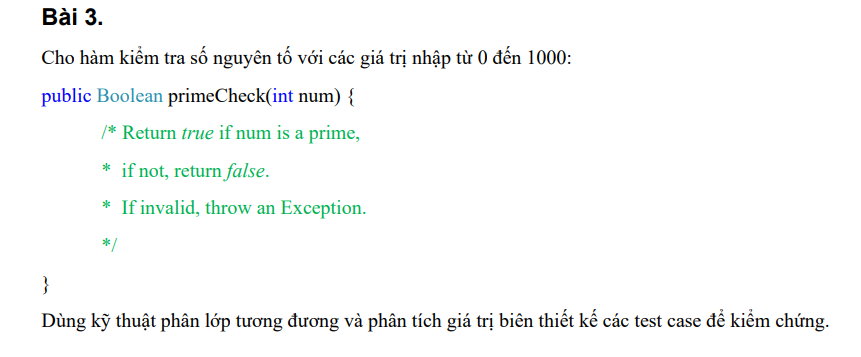 Bài 3.
Cho hàm kiểm tra số nguyên tố với các giá trị nhập từ 0 đến 1000:
public Boolean primeCheck(int num) {
/* Return true if num is a prime,
* if not, return false.
* If invalid, throw an Exception.
*/
}
Dùng kỹ thuật phân lớp tương đương và phân tích giá trị biên thiết kế các test case để kiểm chứng.